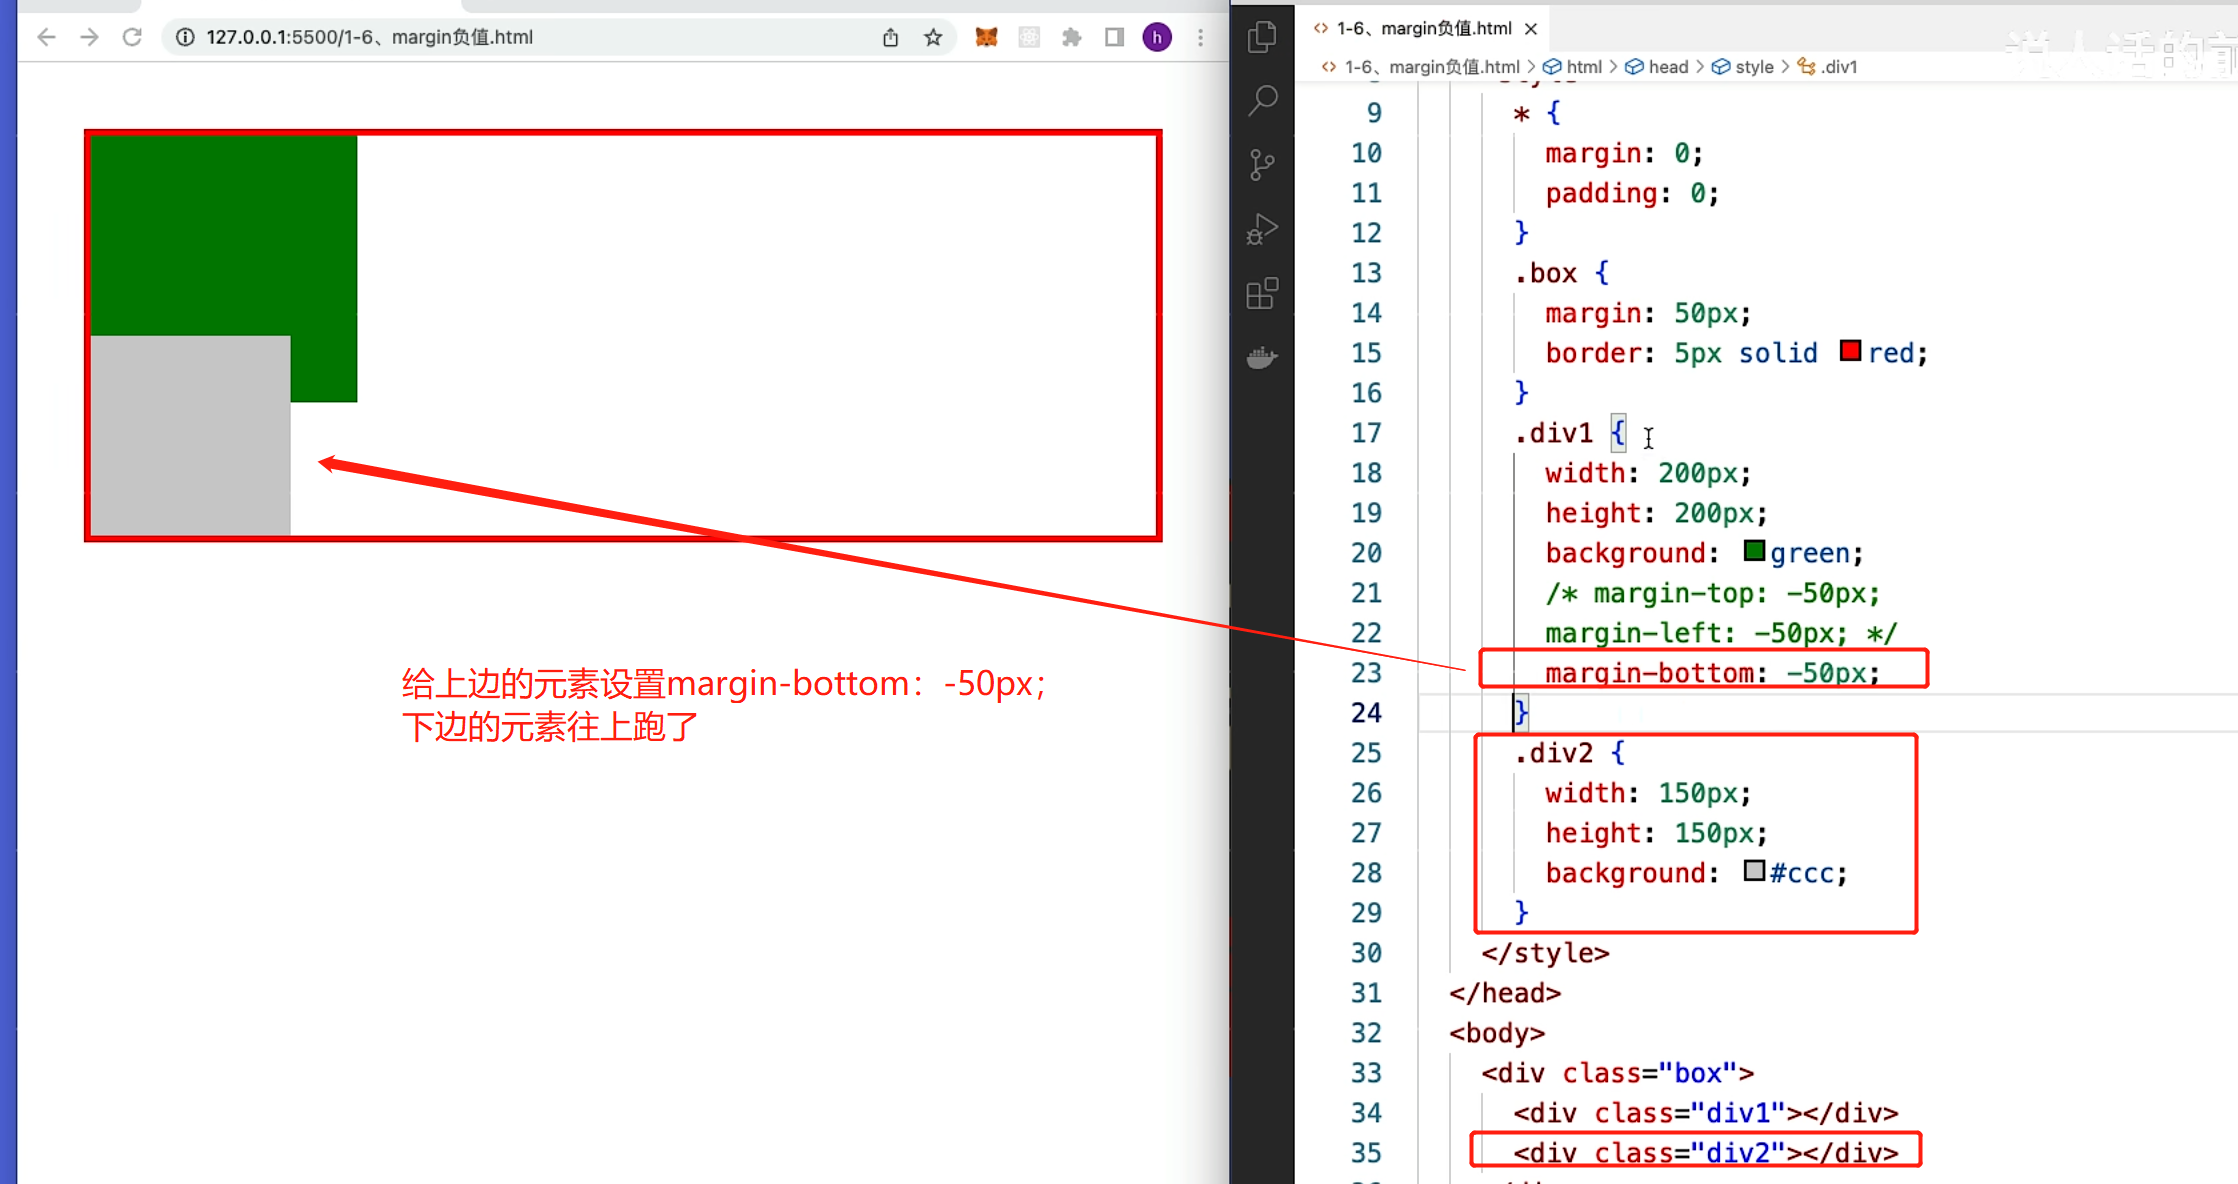 127.0.0.1:5500/1-6、margin负值.html
h
给上边的元素设置margin-bottom：-50px；
下边的元素往上跑了
<> 1-6、margin负值.html ×
<> 1-6、margin负值.html > html > head > style > .div1
说人话的前
9 * {
10 margin: 0;
11 padding: 0;
12 }
13 .box {
14 margin: 50px;
15 border: 5px solid red;
16 }
17 .div1 {
18 width: 200px;
19 height: 200px;
20 background: green;
21 /* margin-top: -50px;
22 margin-left: -50px; */
23 margin-bottom: -50px;
24 }
25 .div2 {
26 width: 150px;
27 height: 150px;
28 background: #ccc;
29 }
30 </style>
31 </head>
32 <body>
33 <div class="box">
34 <div class="div1"></div>
35 <div class="div2"></div>